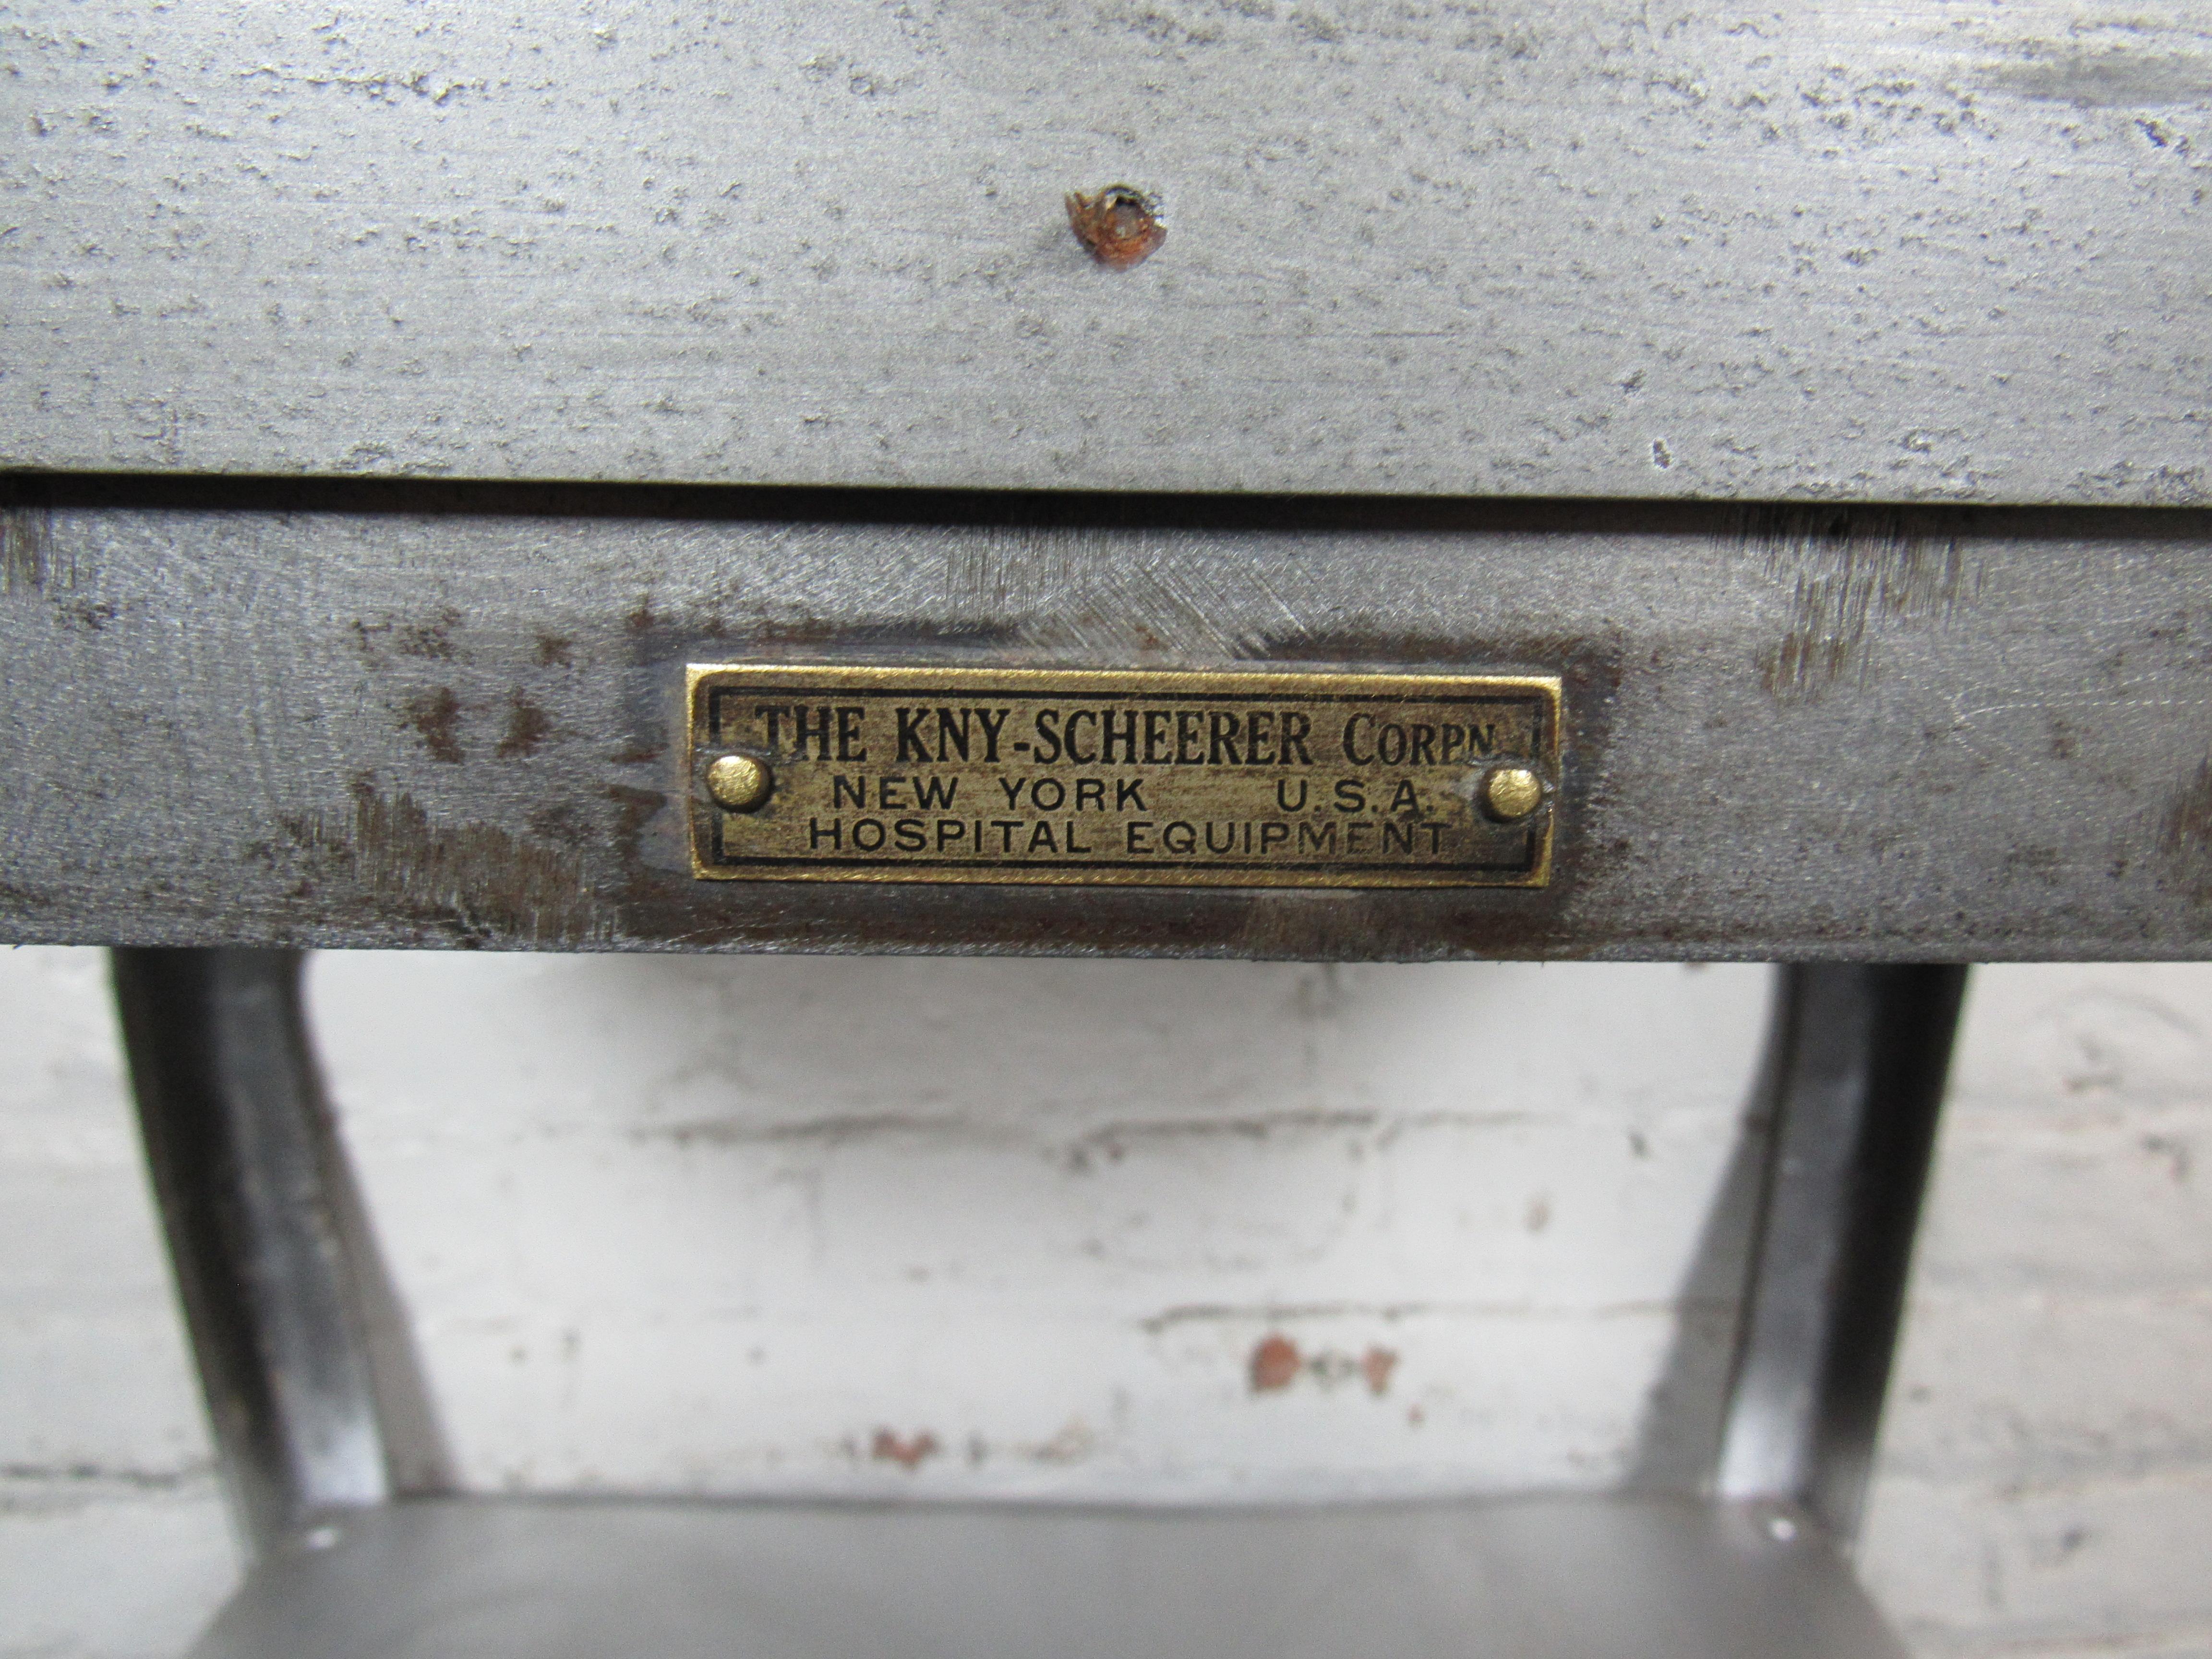 THE KNY-SCHEERER CORPN
NEW YORK U.S.A.
HOSPITAL EQUIPMENT